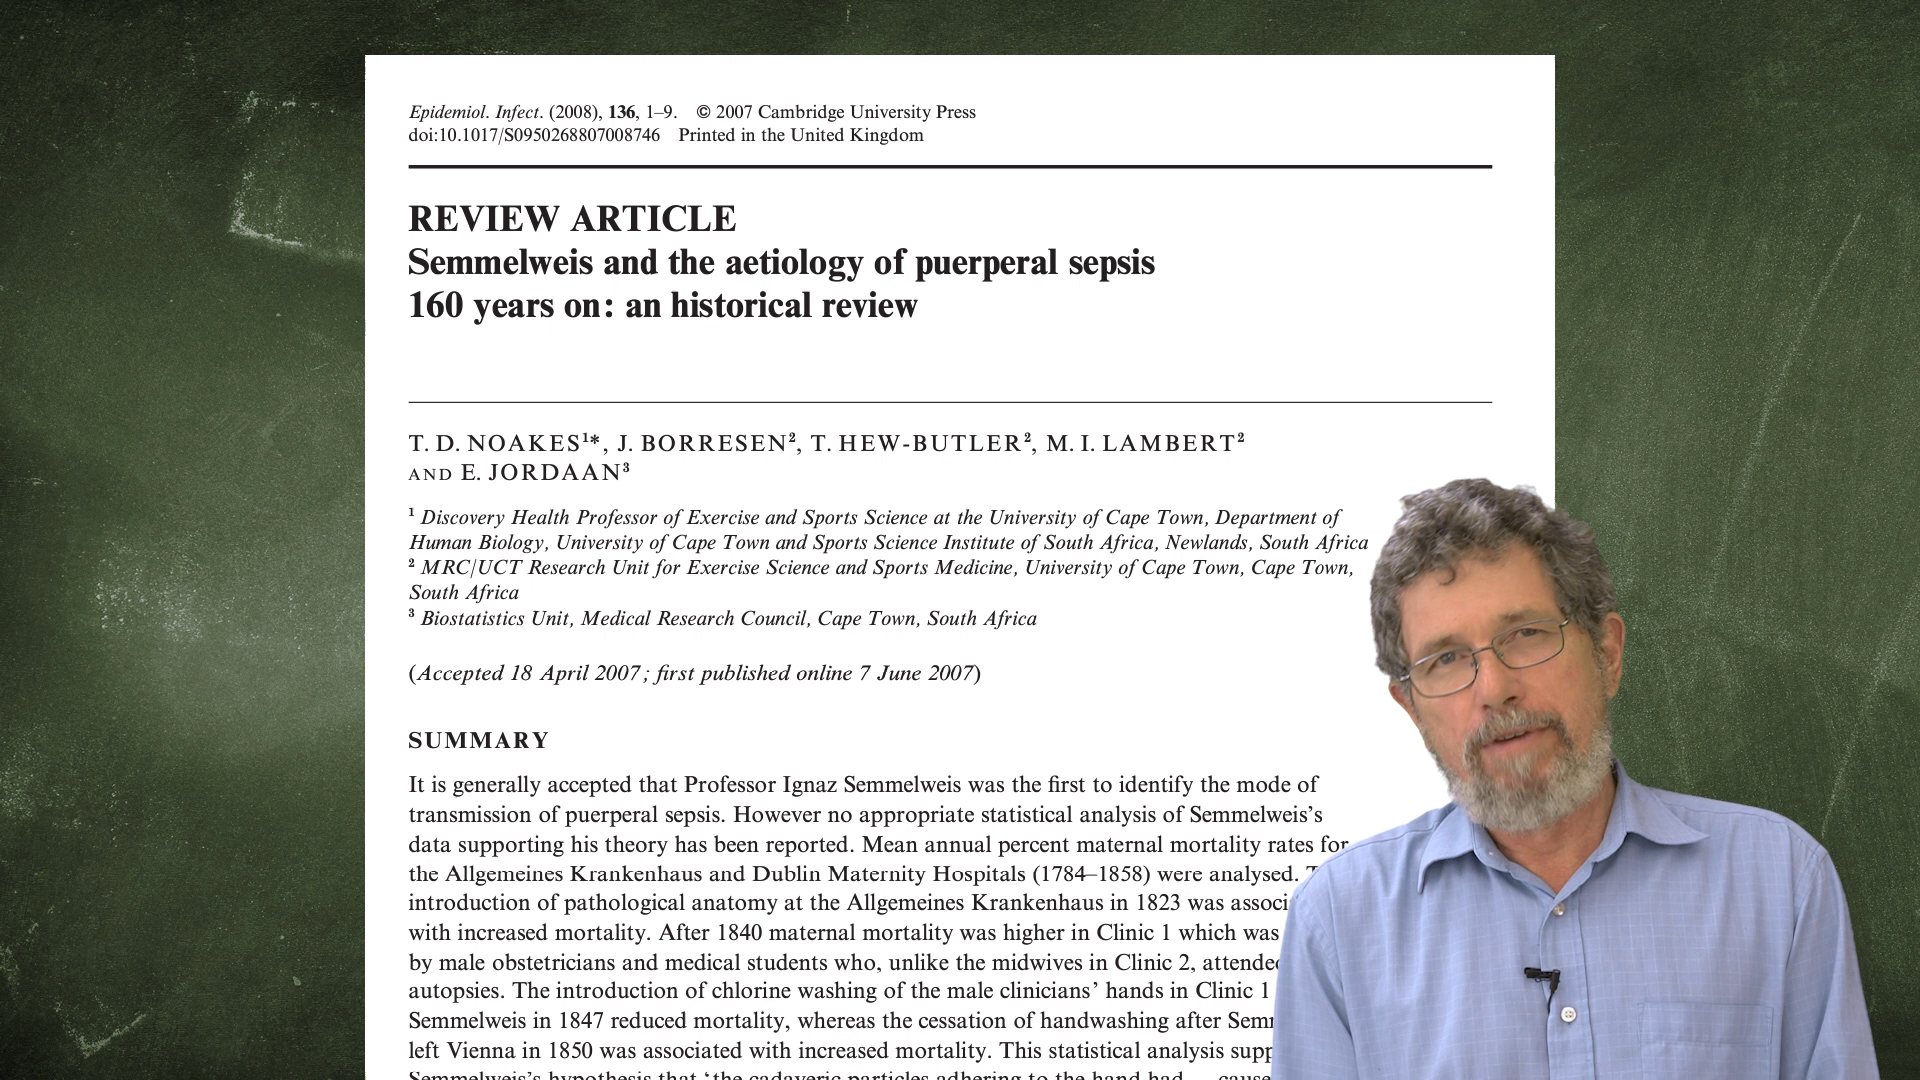 Epidemiol. Infect. (2008), 136, 1–9. © 2007 Cambridge University Press
doi:10.1017/S0950268807008746 Printed in the United Kingdom
REVIEW ARTICLE
Semmelweis and the aetiology of puerperal sepsis
160 years on: an historical review
T. D. NOAKES¹*, J. BORRESEN², T. HEW-BUTLER², M. I. LAMBERT²
AND E. JORDAAN³
¹ Discovery Health Professor of Exercise and Sports Science at the University of Cape Town, Department of
Human Biology, University of Cape Town and Sports Science Institute of South Africa, Newlands, South Africa
² MRC/UCT Research Unit for Exercise Science and Sports Medicine, University of Cape Town, Cape Town,
South Africa
³ Biostatistics Unit, Medical Research Council, Cape Town, South Africa
(Accepted 18 April 2007; first published online 7 June 2007)
SUMMARY
It is generally accepted that Professor Ignaz Semmelweis was the first to identify the mode of
transmission of puerperal sepsis. However no appropriate statistical analysis of Semmelweis's
data supporting his theory has been reported. Mean annual percent maternal mortality rates for
the Allgemeines Krankenhaus and Dublin Maternity Hospitals (1784–1858) were analysed.
introduction of pathological anatomy at the Allgemeines Krankenhaus in 1823 was
with increased mortality. After 1840 maternal mortality was higher in Clinic 1 which was
by male obstetricians and medical students who, unlike the midwives in Clinic 2,
autopsies. The introduction of chlorine washing of the male clinicians' hands in Clinic 1
Semmelweis in 1847 reduced mortality, whereas the cessation of handwashing after
left Vienna in 1850 was associated with increased mortality. This statistical analysis
Semmelweis's hypothesis that 'the cadaveric particles adhering to the hand had